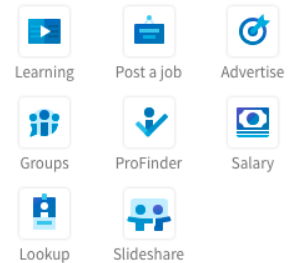 Learning Post a job Advertise
Groups ProFinder Salary
Lookup Slideshare